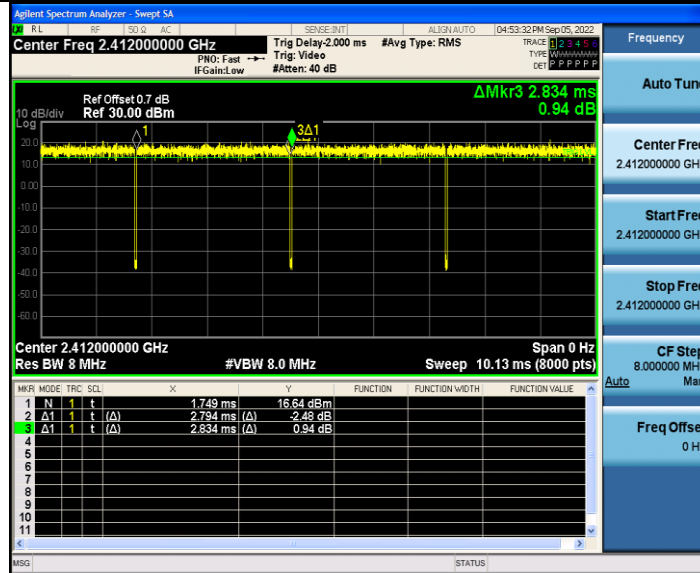 Agilent Spectrum Analyzer - Swept SA
RL RF 50 Ω AC SENSE:INT ALIGN AUTO 04:53:32 PM Sep 05, 2022
Center Freq 2.412000000 GHz
PNO: Fast
IFGain:Low
Trig Delay-2.000 ms
Trig: Video
#Atten: 40 dB
#Avg Type: RMS
TRACE 1 2 3 4 5 6
TYPE
DET P P P P P P
Ref Offset 0.7 dB
10 dB/div Ref 30.00 dBm
Log
ΔMkr3 2.834 ms
0.94 dB
1
3Δ1
20.0
10.0
0.00
-10.0
-20.0
-30.0
-40.0
-50.0
-60.0
Center 2.412000000 GHz Span 0 Hz
Res BW 8 MHz #VBW 8.0 MHz Sweep 10.13 ms (8000 pts)
MKR MODE TRC SCL X Y FUNCTION FUNCTION WIDTH FUNCTION VALUE
1 N 1 t 1.749 ms 16.64 dBm
2 Δ1 1 t (Δ) 2.794 ms (Δ) -2.48 dB
3 Δ1 1 t (Δ) 2.834 ms (Δ) 0.94 dB
4
5
6
7
8
9
10
11
MSG STATUS
Frequency
Auto Tun
Center Fre
2.412000000 GH
Start Fre
2.412000000 GH
Stop Fre
2.412000000 GH
CF Step
8.000000 MH
Auto Ma
Freq Offse
0 H